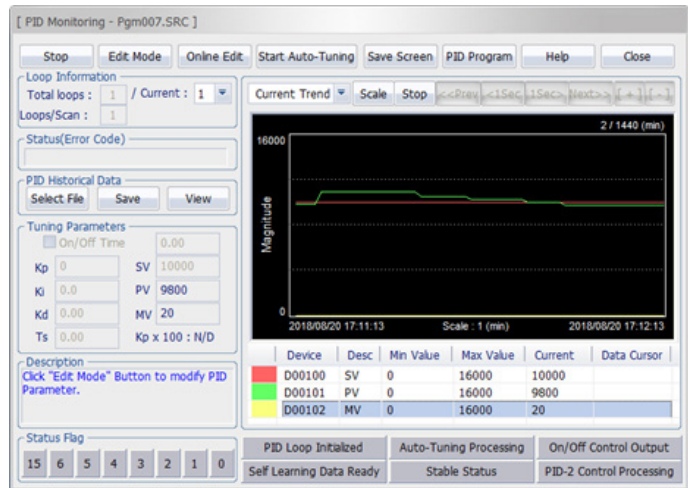 [ PID Monitoring - Pgm007.SRC ]
Stop Edit Mode Online Edit Start Auto-Tuning Save Screen PID Program Help Close
Loop Information
Total loops : 1 / Current : 1
Loops/Scan : 1
Status(Error Code)
PID Historical Data
Select File Save View
Tuning Parameters
On/Off Time 0.00
Kp 0 SV 10000
Ki 0.0 PV 9800
Kd 0.00 MV 20
Ts 0.00 Kp x 100 : N/D
Description
Click "Edit Mode" Button to modify PID
Parameter.
Status Flag
15 6 5 4 3 2 1 0
Current Trend Scale Stop <<Prev <1Sec 1Sec> Next>> [ + ] [ - ]
2 / 1440 (min)
16000
Magnitude
0
2018/08/20 17:11:13 Scale : 1 (min) 2018/08/20 17:12:13
Device Desc Min Value Max Value Current Data Cursor
D00100 SV 0 16000 10000
D00101 PV 0 16000 9800
D00102 MV 0 16000 20
PID Loop Initialized Auto-Tuning Processing On/Off Control Output
Self Learning Data Ready Stable Status PID-2 Control Processing